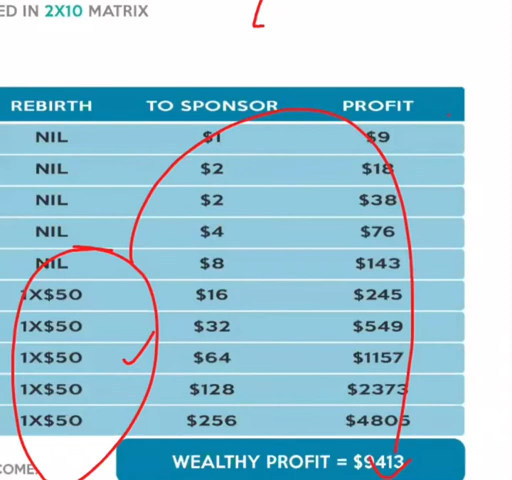 ED IN 2X10 MATRIX
REBIRTH TO SPONSOR PROFIT
NIL $1 $9
NIL $2 $18
NIL $2 $38
NIL $4 $76
NIL $8 $143
1X$50 $16 $245
1X$50 $32 $549
1X$50 $64 $1157
1X$50 $128 $2373
1X$50 $256 $4805
COME
WEALTHY PROFIT = $9413